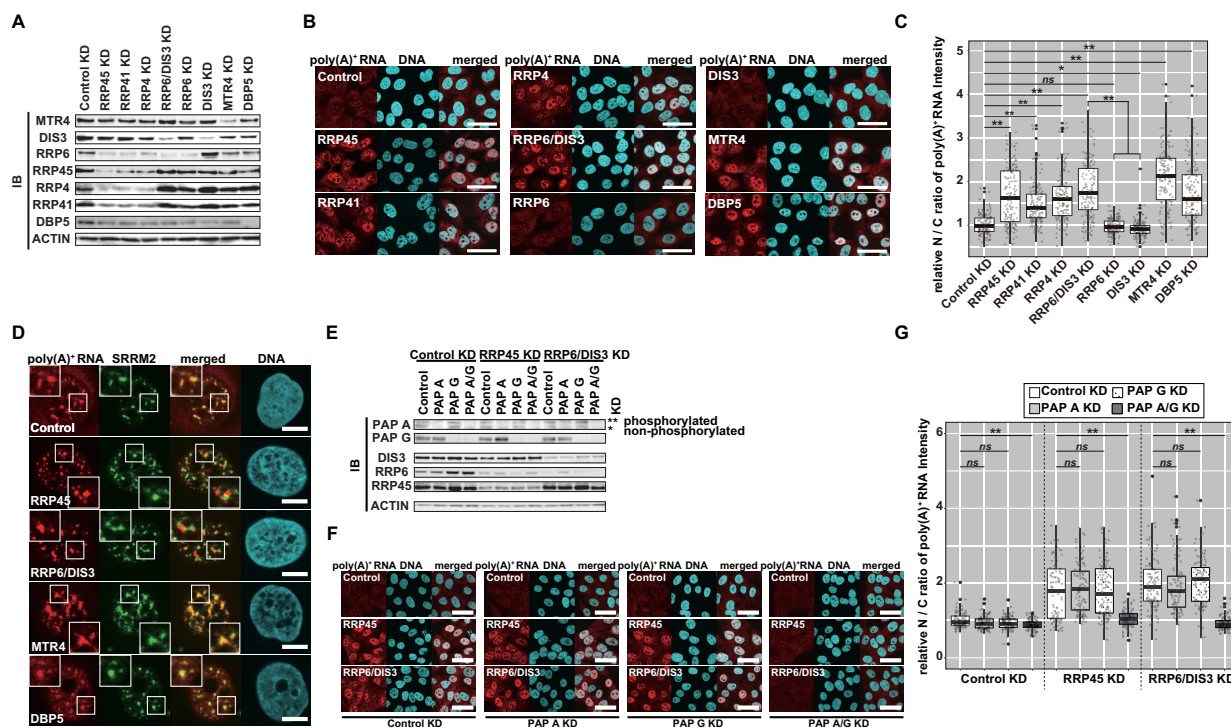 A
Control KD
RRP45 KD
RRP41 KD
RRP4 KD
RRP6/DIS3 KD
RRP6 KD
DIS3 KD
MTR4 KD
DBP5 KD
IB
MTR4
DIS3
RRP6
RRP45
RRP4
RRP41
DBP5
ACTIN
B
poly(A)+ RNA DNA merged
Control
RRP45
RRP41
poly(A)+ RNA DNA merged
RRP4
RRP6/DIS3
RRP6
poly(A)+ RNA DNA merged
DIS3
MTR4
DBP5
C
relative N / C ratio of poly(A)+ RNA Intensity
5
4
3
2
1
**
**
*
ns
**
**
**
**
**
Control KD
RRP45 KD
RRP41 KD
RRP4 KD
RRP6/DIS3 KD
RRP6 KD
DIS3 KD
MTR4 KD
DBP5 KD
D
poly(A)+ RNA SRRM2 merged DNA
Control
RRP45
RRP6/DIS3
MTR4
DBP5
E
Control KD RRP45 KD RRP6/DIS3 KD
Control
PAP A
PAP G
PAP A/G
Control
PAP A
PAP G
PAP A/G
Control
PAP A
PAP G
PAP A/G
KD
IB
PAP A
** phosphorylated
* non-phosphorylated
PAP G
DIS3
RRP6
RRP45
ACTIN
F
poly(A)+ RNA DNA merged
Control
RRP45
RRP6/DIS3
Control KD
poly(A)+ RNA DNA merged
Control
RRP45
RRP6/DIS3
PAP A KD
poly(A)+ RNA DNA merged
Control
RRP45
RRP6/DIS3
PAP G KD
poly(A)+RNA DNA merged
Control
RRP45
RRP6/DIS3
PAP A/G KD
G
Control KD PAP G KD
PAP A KD PAP A/G KD
relative N / C ratio of poly(A)+ RNA Intensity
6
4
2
1
0
**
ns
ns
**
ns
ns
**
ns
ns
Control KD
RRP45 KD
RRP6/DIS3 KD